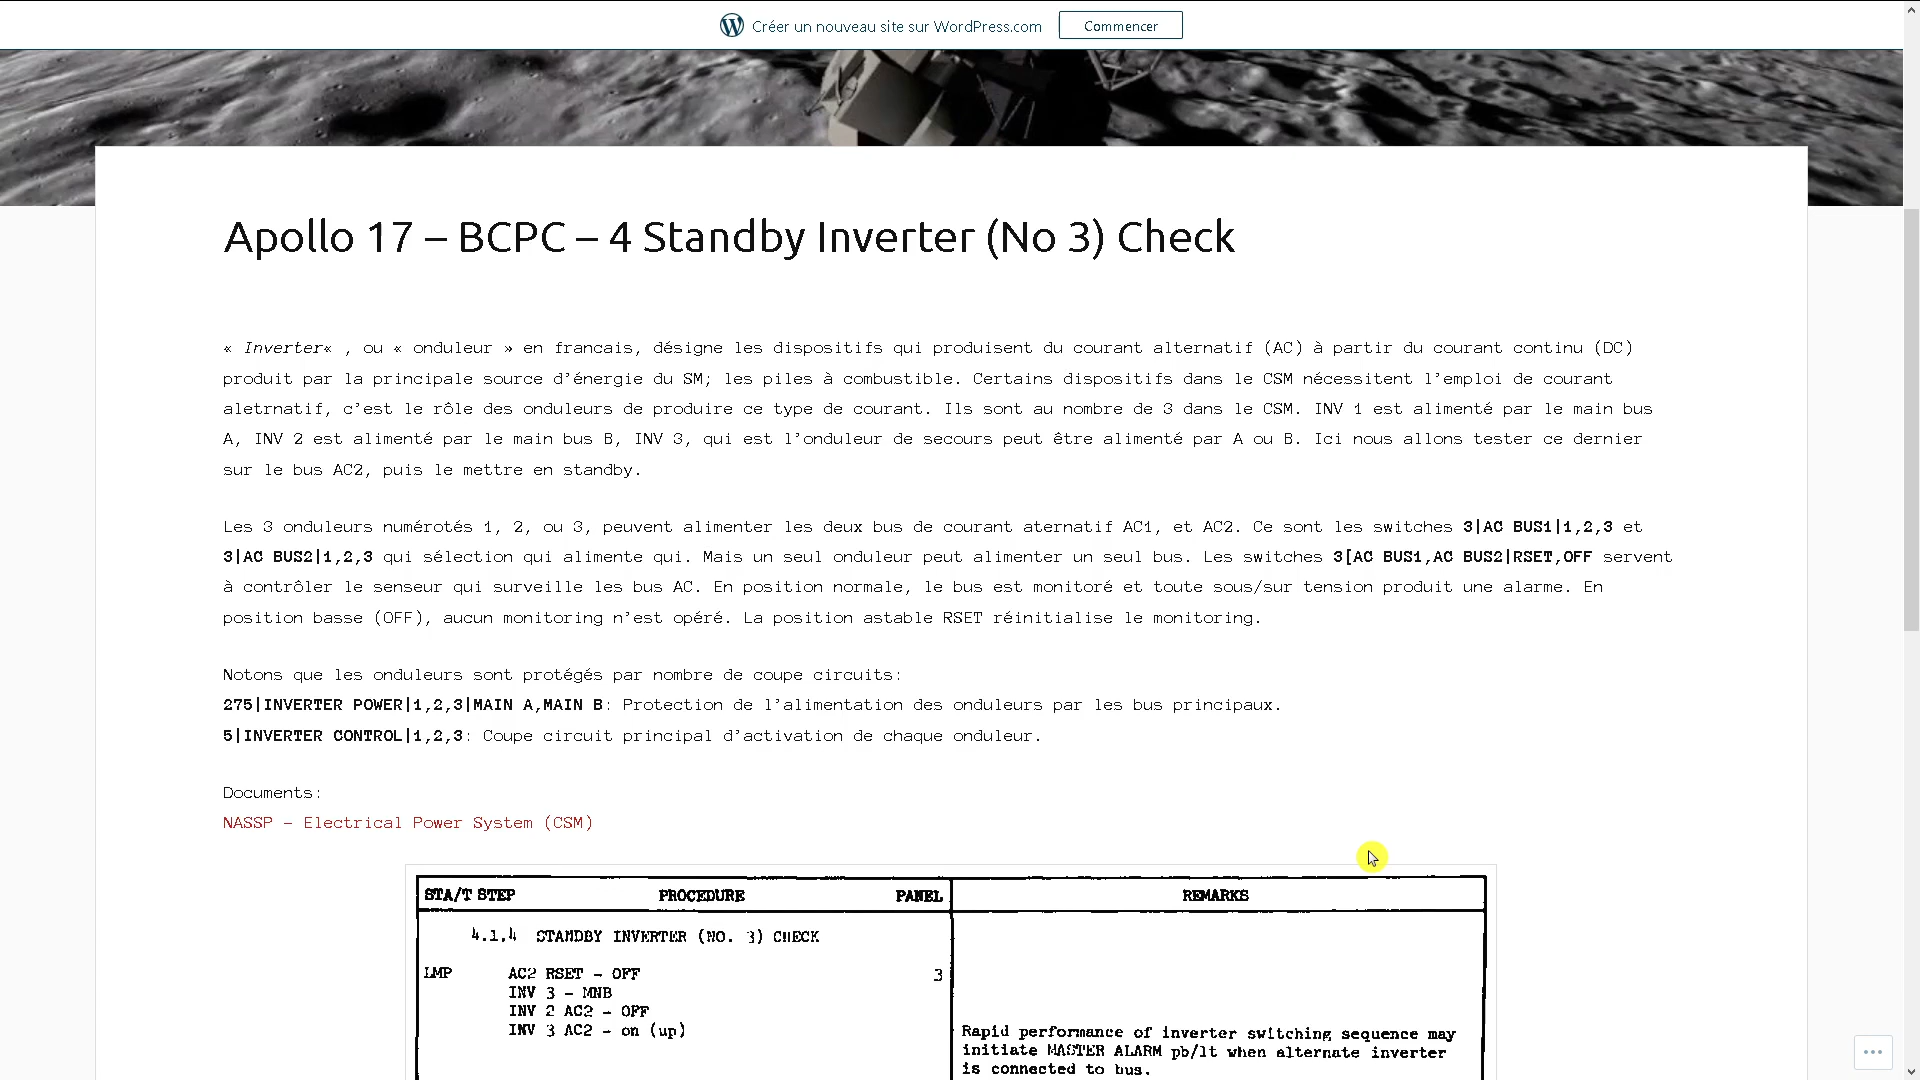 Créer un nouveau site sur WordPress.com
Commencer
Apollo 17 – BCPC – 4 Standby Inverter (No 3) Check
« Inverter« , ou « onduleur » en francais, désigne les dispositifs qui produisent du courant alternatif (AC) à partir du courant continu (DC)
produit par la principale source d’énergie du SM; les piles à combustible. Certains dispositifs dans le CSM nécessitent l’emploi de courant
aletrnatif, c’est le rôle des onduleurs de produire ce type de courant. Ils sont au nombre de 3 dans le CSM. INV 1 est alimenté par le main bus
A, INV 2 est alimenté par le main bus B, INV 3, qui est l’onduleur de secours peut être alimenté par A ou B. Ici nous allons tester ce dernier
sur le bus AC2, puis le mettre en standby.
Les 3 onduleurs numérotés 1, 2, ou 3, peuvent alimenter les deux bus de courant aternatif AC1, et AC2. Ce sont les switches 3|AC BUS1|1,2,3 et
3|AC BUS2|1,2,3 qui sélection qui alimente qui. Mais un seul onduleur peut alimenter un seul bus. Les switches 3[AC BUS1,AC BUS2|RSET,OFF servent
à contrôler le senseur qui surveille les bus AC. En position normale, le bus est monitoré et toute sous/sur tension produit une alarme. En
position basse (OFF), aucun monitoring n’est opéré. La position astable RSET réinitialise le monitoring.
Notons que les onduleurs sont protégés par nombre de coupe circuits:
275|INVERTER POWER|1,2,3|MAIN A,MAIN B: Protection de l’alimentation des onduleurs par les bus principaux.
5|INVERTER CONTROL|1,2,3: Coupe circuit principal d’activation de chaque onduleur.
Documents:
NASSP – Electrical Power System (CSM)
STA/T STEP PROCEDURE PANEL REMARKS
4.1.4 STANDBY INVERTER (NO. 3) CHECK
LMP AC2 RSET - OFF 3
INV 3 - MNB
INV 2 AC2 - OFF
INV 3 AC2 - on (up)
Rapid performance of inverter switching sequence may
initiate MASTER ALARM pb/lt when alternate inverter
is connected to bus.